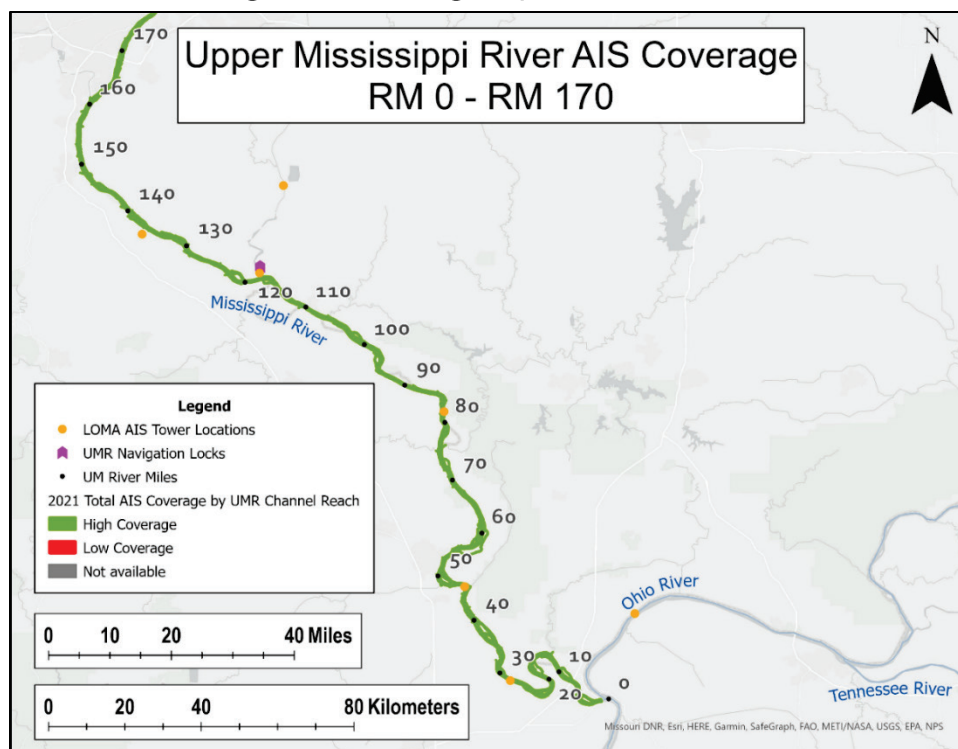 Upper Mississippi River AIS Coverage
RM 0 - RM 170
N
170
160
150
140
130
120
110
100
90
80
70
60
50
40
30
20
10
0
Mississippi River
Ohio River
Tennessee River
Legend
LOMA AIS Tower Locations
UMR Navigation Locks
UM River Miles
2021 Total AIS Coverage by UMR Channel Reach
High Coverage
Low Coverage
Not available
0 10 20 40 Miles
0 20 40 80 Kilometers
Missouri DNR, Esri, HERE, Garmin, SafeGraph, FAO, METI/NASA, USGS, EPA, NPS